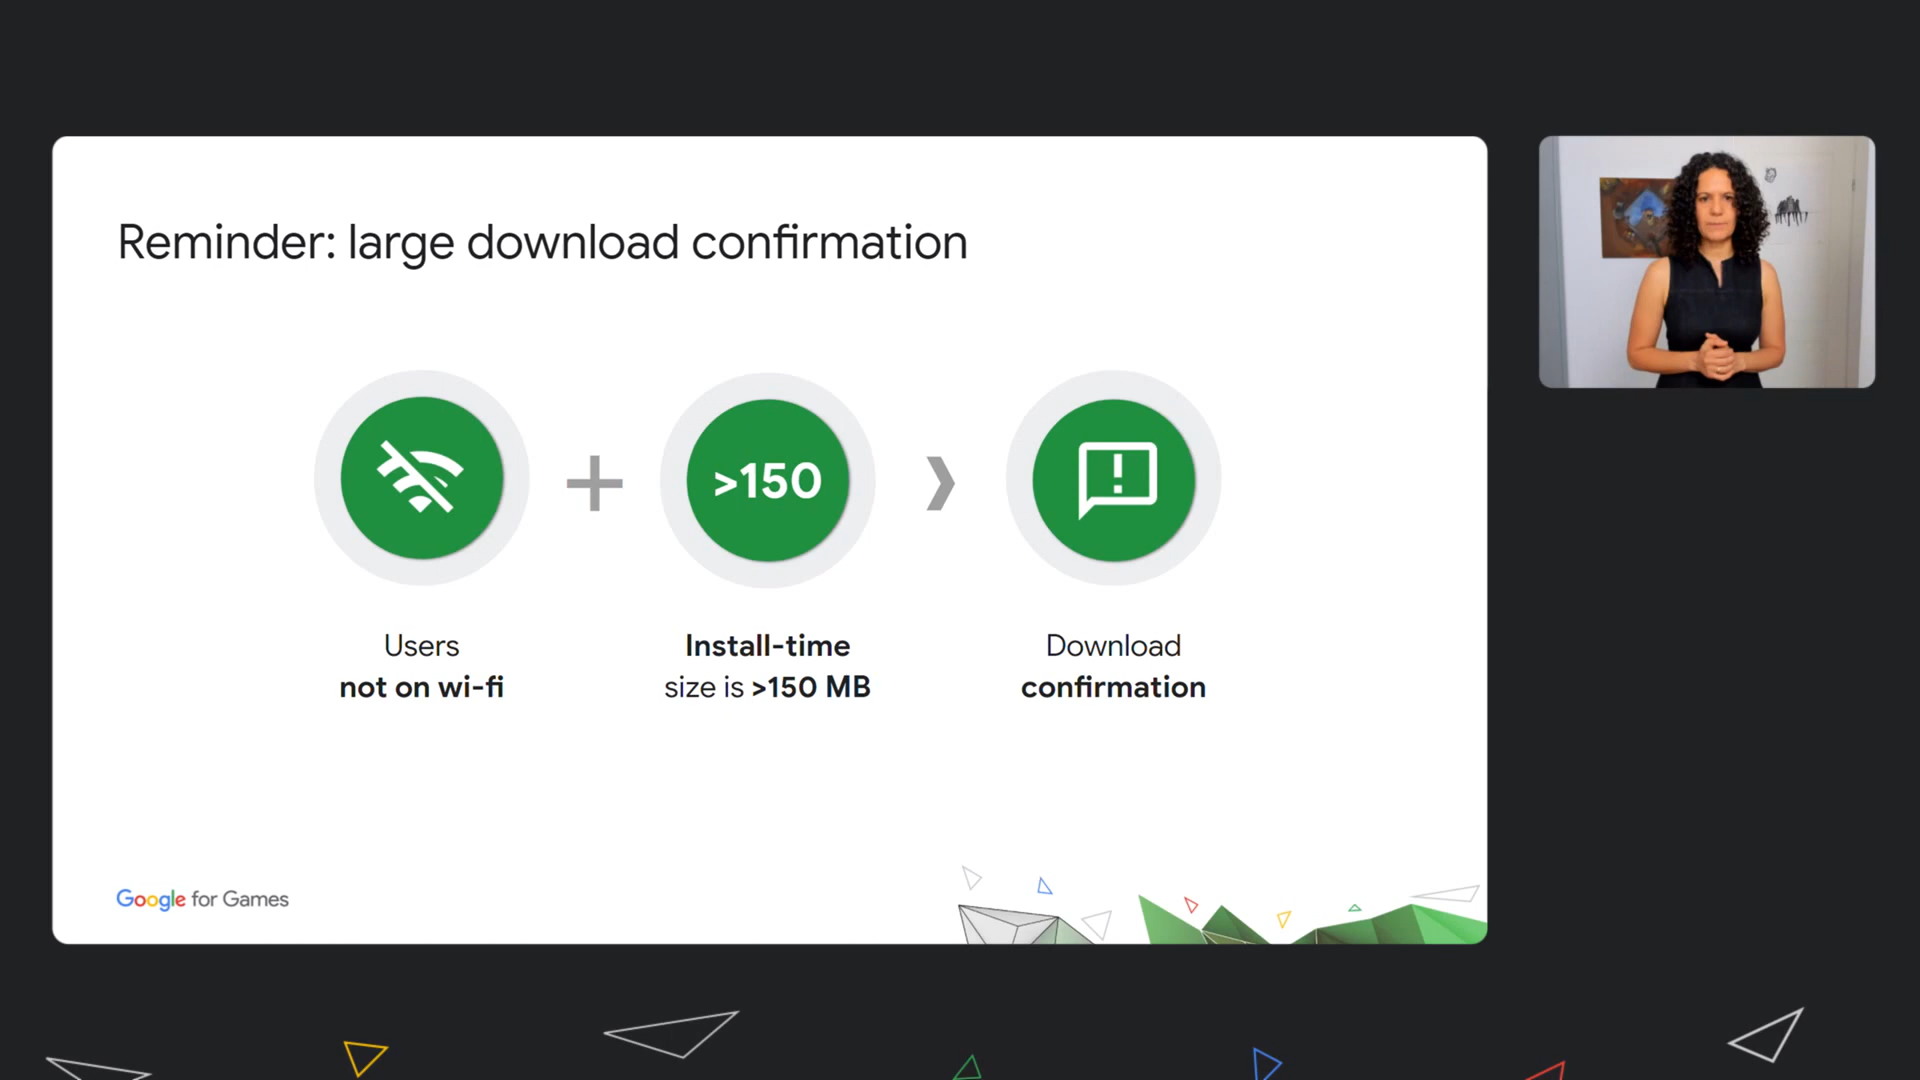 Reminder: large download confirmation
>150
Users
not on wi-fi
Install-time
size is >150 MB
Download
confirmation
Google for Games